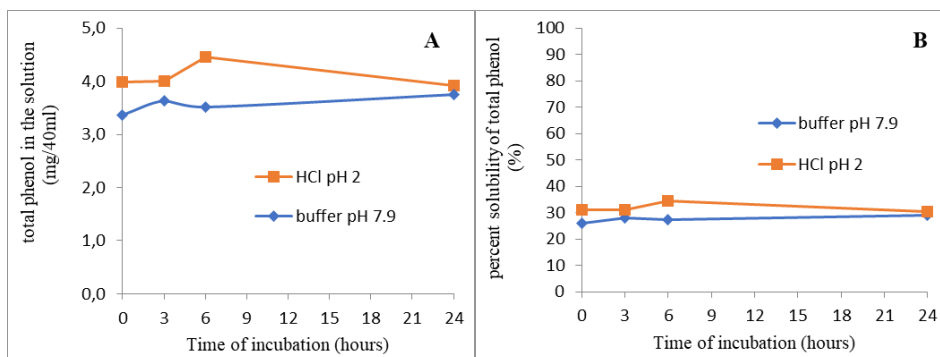 A
total phenol in the solution
(mg/40ml)
5,0
4,0
3,0
2,0
1,0
0,0
HCl pH 2
buffer pH 7.9
0 3 6 9 12 15 18 21 24
Time of incubation (hours)
B
percent solubility of total phenol
(%)
100
90
80
70
60
50
40
30
20
10
0
buffer pH 7.9
HCl pH 2
0 3 6 9 12 15 18 21 24
Time of incubation (hours)